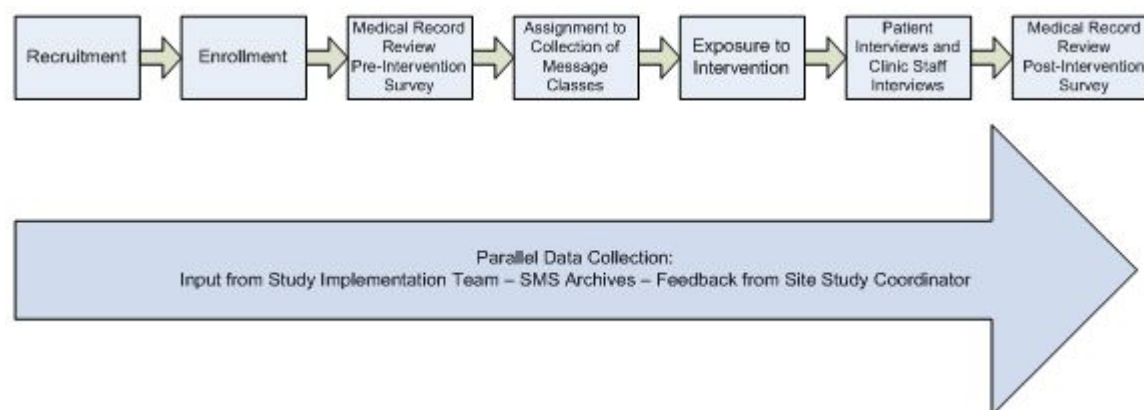 Recruitment
Enrollment
Medical Record
Review
Pre-Intervention
Survey
Assignment to
Collection of
Message
Classes
Exposure to
Intervention
Patient
Interviews and
Clinic Staff
Interviews
Medical Record
Review
Post-Intervention
Survey
Parallel Data Collection:
Input from Study Implementation Team – SMS Archives – Feedback from Site Study Coordinator